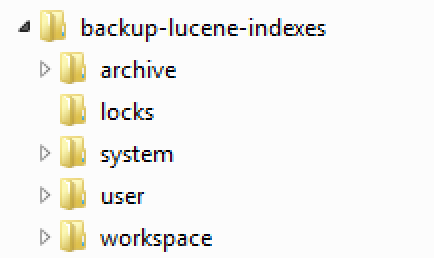 backup-lucene-indexes
archive
locks
system
user
workspace